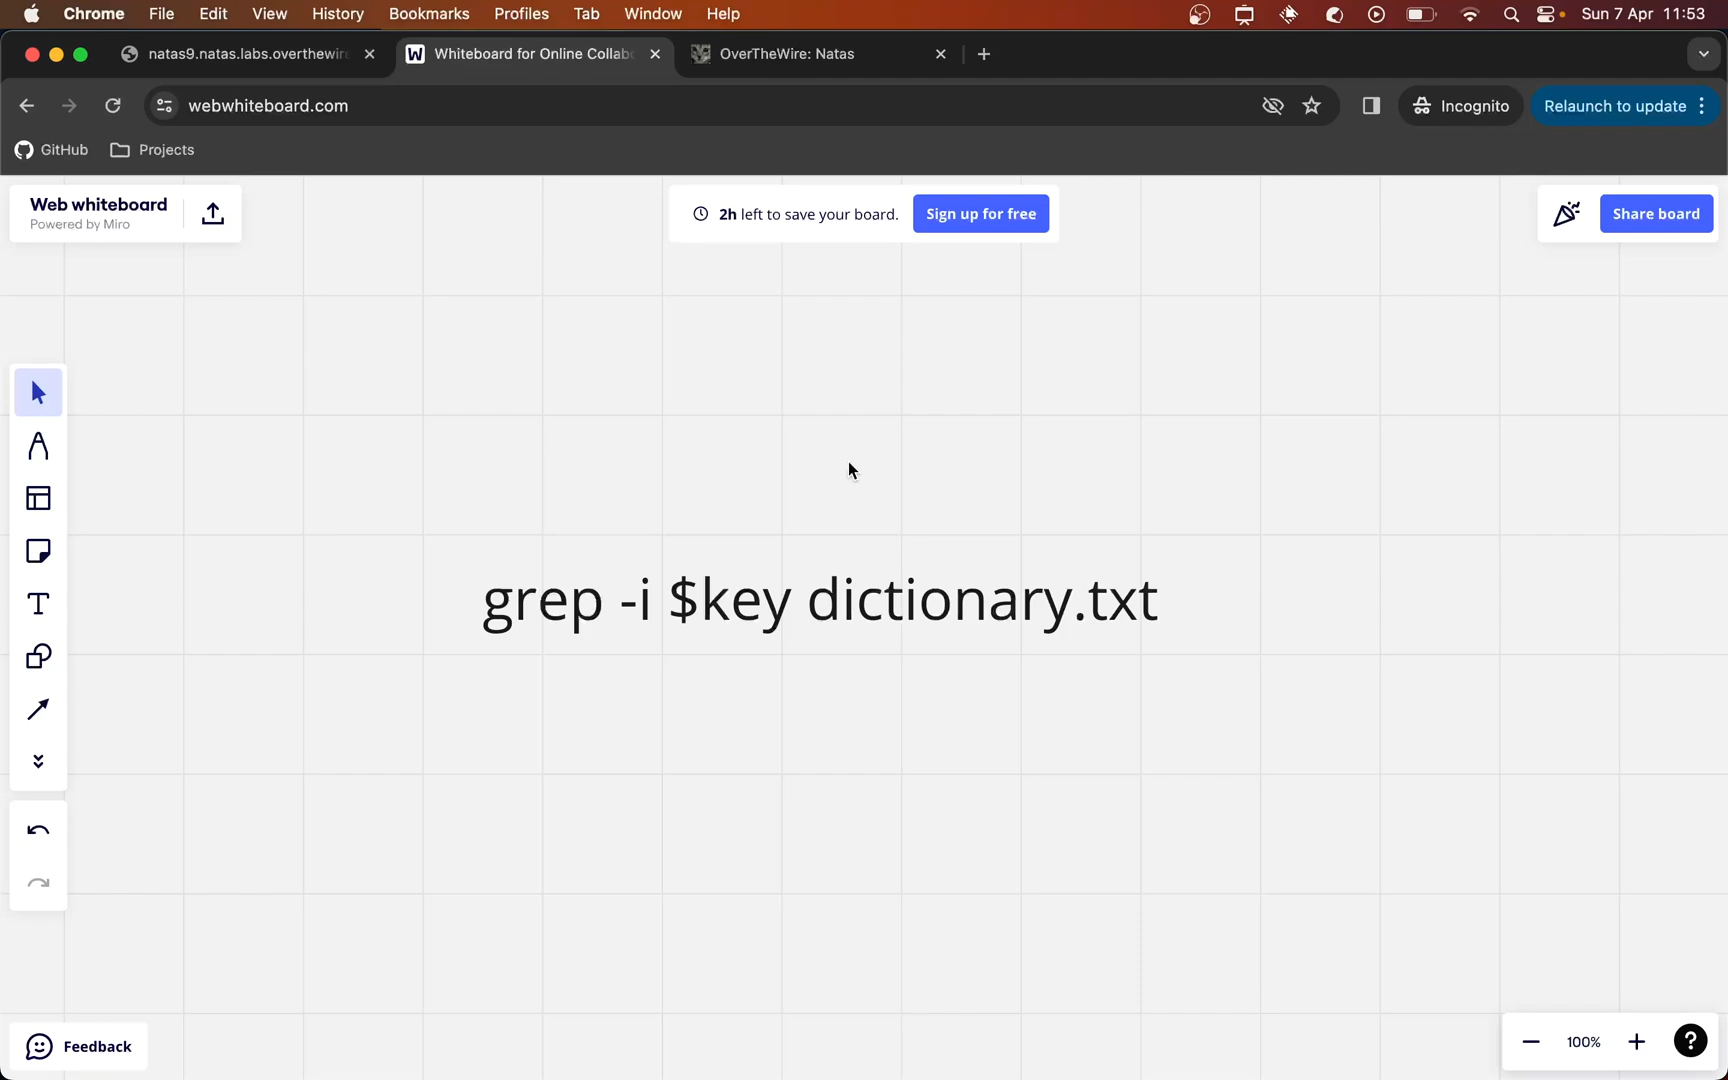 Chrome File Edit View History Bookmarks Profiles Tab Window Help Sun 7 Apr 11:53
natas9.natas.labs.overthewire
Whiteboard for Online Collab
OverTheWire: Natas
webwhiteboard.com
Incognito
Relaunch to update
GitHub
Projects
Web whiteboard
Powered by Miro
2h left to save your board.
Sign up for free
Share board
grep -i $key dictionary.txt
Feedback
100%